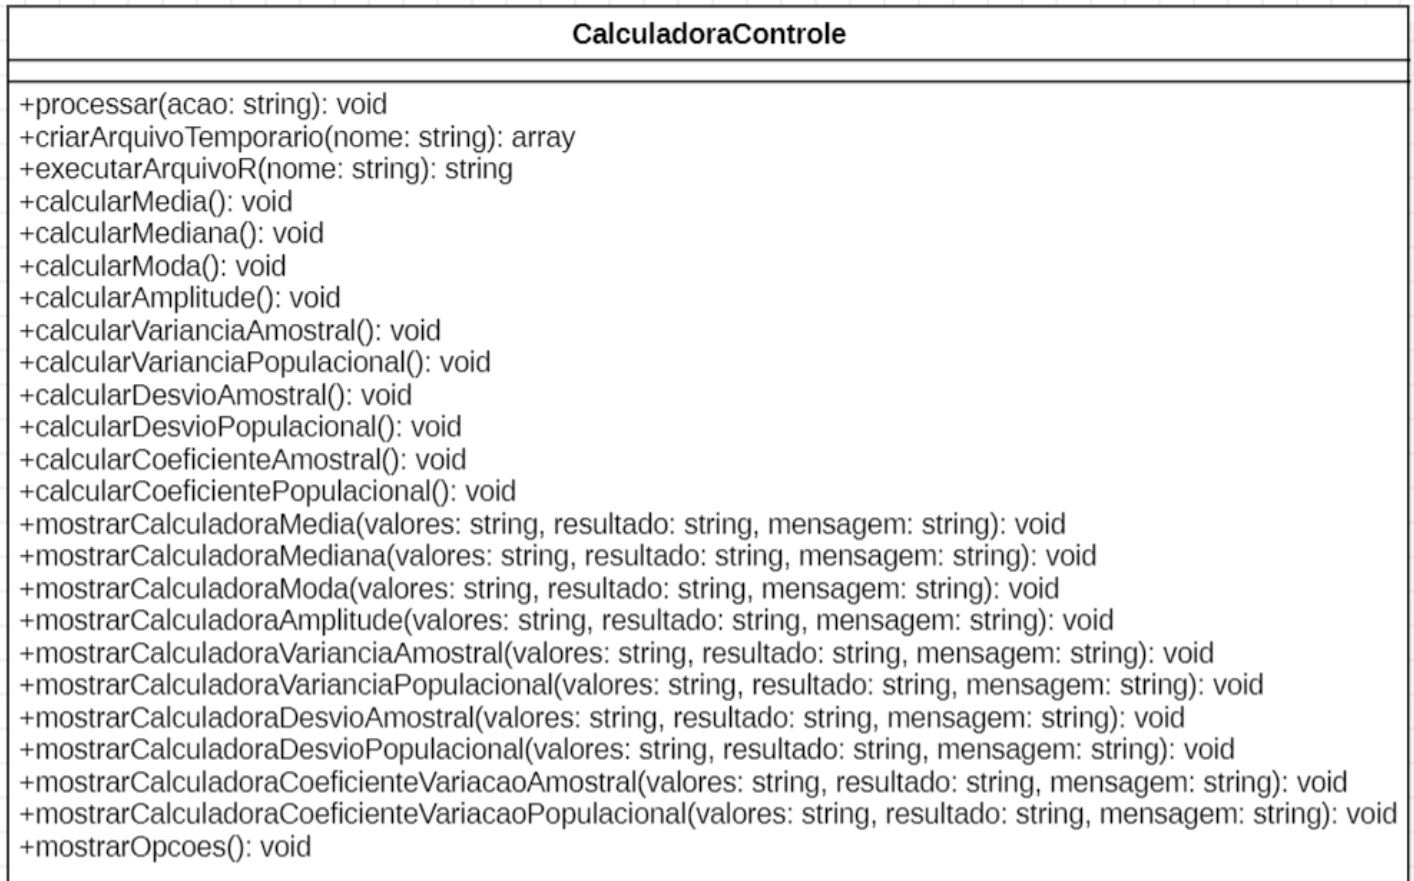 CalculadoraControle
+processar(acao: string): void
+criarArquivoTemporario(nome: string): array
+executarArquivoR(nome: string): string
+calcularMedia(): void
+calcularMediana(): void
+calcularModa(): void
+calcularAmplitude(): void
+calcularVarianciaAmostral(): void
+calcularVarianciaPopulacional(): void
+calcularDesvioAmostral(): void
+calcularDesvioPopulacional(): void
+calcularCoeficienteAmostral(): void
+calcularCoeficientePopulacional(): void
+mostrarCalculadoraMedia(valores: string, resultado: string, mensagem: string): void
+mostrarCalculadoraMediana(valores: string, resultado: string, mensagem: string): void
+mostrarCalculadoraModa(valores: string, resultado: string, mensagem: string): void
+mostrarCalculadoraAmplitude(valores: string, resultado: string, mensagem: string): void
+mostrarCalculadoraVarianciaAmostral(valores: string, resultado: string, mensagem: string): void
+mostrarCalculadoraVarianciaPopulacional(valores: string, resultado: string, mensagem: string): void
+mostrarCalculadoraDesvioAmostral(valores: string, resultado: string, mensagem: string): void
+mostrarCalculadoraDesvioPopulacional(valores: string, resultado: string, mensagem: string): void
+mostrarCalculadoraCoeficienteVariacaoAmostral(valores: string, resultado: string, mensagem: string): void
+mostrarCalculadoraCoeficienteVariacaoPopulacional(valores: string, resultado: string, mensagem: string): void
+mostrarOpcoes(): void